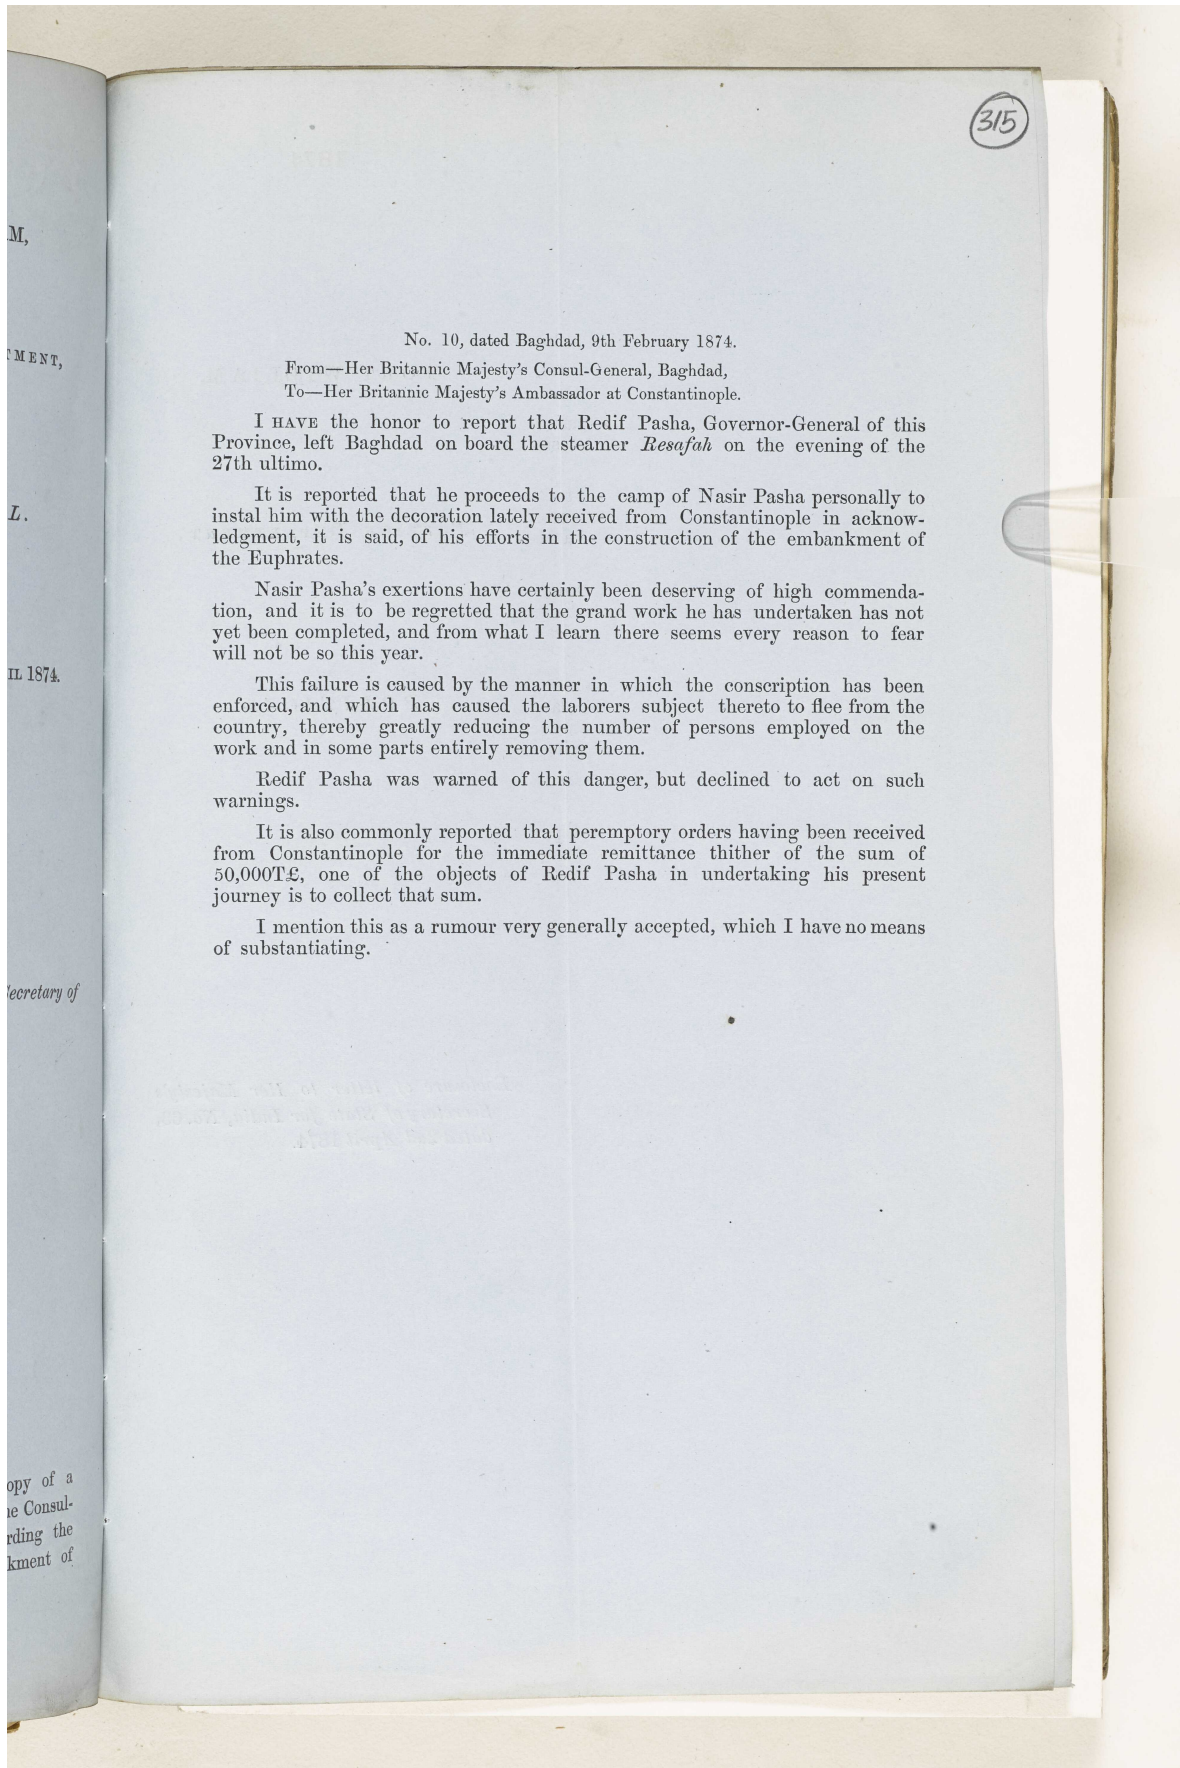 315
M,
TMENT,
L.
IL 1874.
ecretary of
opy of a
e Consul-
rding the
kment of
No. 10, dated Baghdad, 9th February 1874.
From—Her Britannic Majesty's Consul-General, Baghdad,
To—Her Britannic Majesty's Ambassador at Constantinople.
I HAVE the honor to report that Redif Pasha, Governor-General of this
Province, left Baghdad on board the steamer Resafah on the evening of the
27th ultimo.
It is reported that he proceeds to the camp of Nasir Pasha personally to
instal him with the decoration lately received from Constantinople in acknow-
ledgment, it is said, of his efforts in the construction of the embankment of
the Euphrates.
Nasir Pasha's exertions have certainly been deserving of high commenda-
tion, and it is to be regretted that the grand work he has undertaken has not
yet been completed, and from what I learn there seems every reason to fear
will not be so this year.
This failure is caused by the manner in which the conscription has been
enforced, and which has caused the laborers subject thereto to flee from the
country, thereby greatly reducing the number of persons employed on the
work and in some parts entirely removing them.
Redif Pasha was warned of this danger, but declined to act on such
warnings.
It is also commonly reported that peremptory orders having been received
from Constantinople for the immediate remittance thither of the sum of
50,000T£, one of the objects of Redif Pasha in undertaking his present
journey is to collect that sum.
I mention this as a rumour very generally accepted, which I have no means
of substantiating.